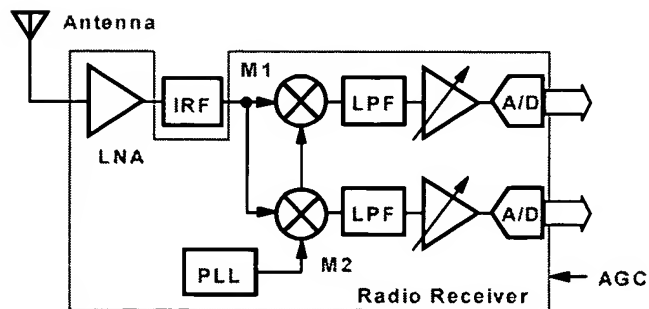 Antenna
M1
IRF
LPF
A/D
LNA
LPF
A/D
PLL
M2
AGC
Radio Receiver